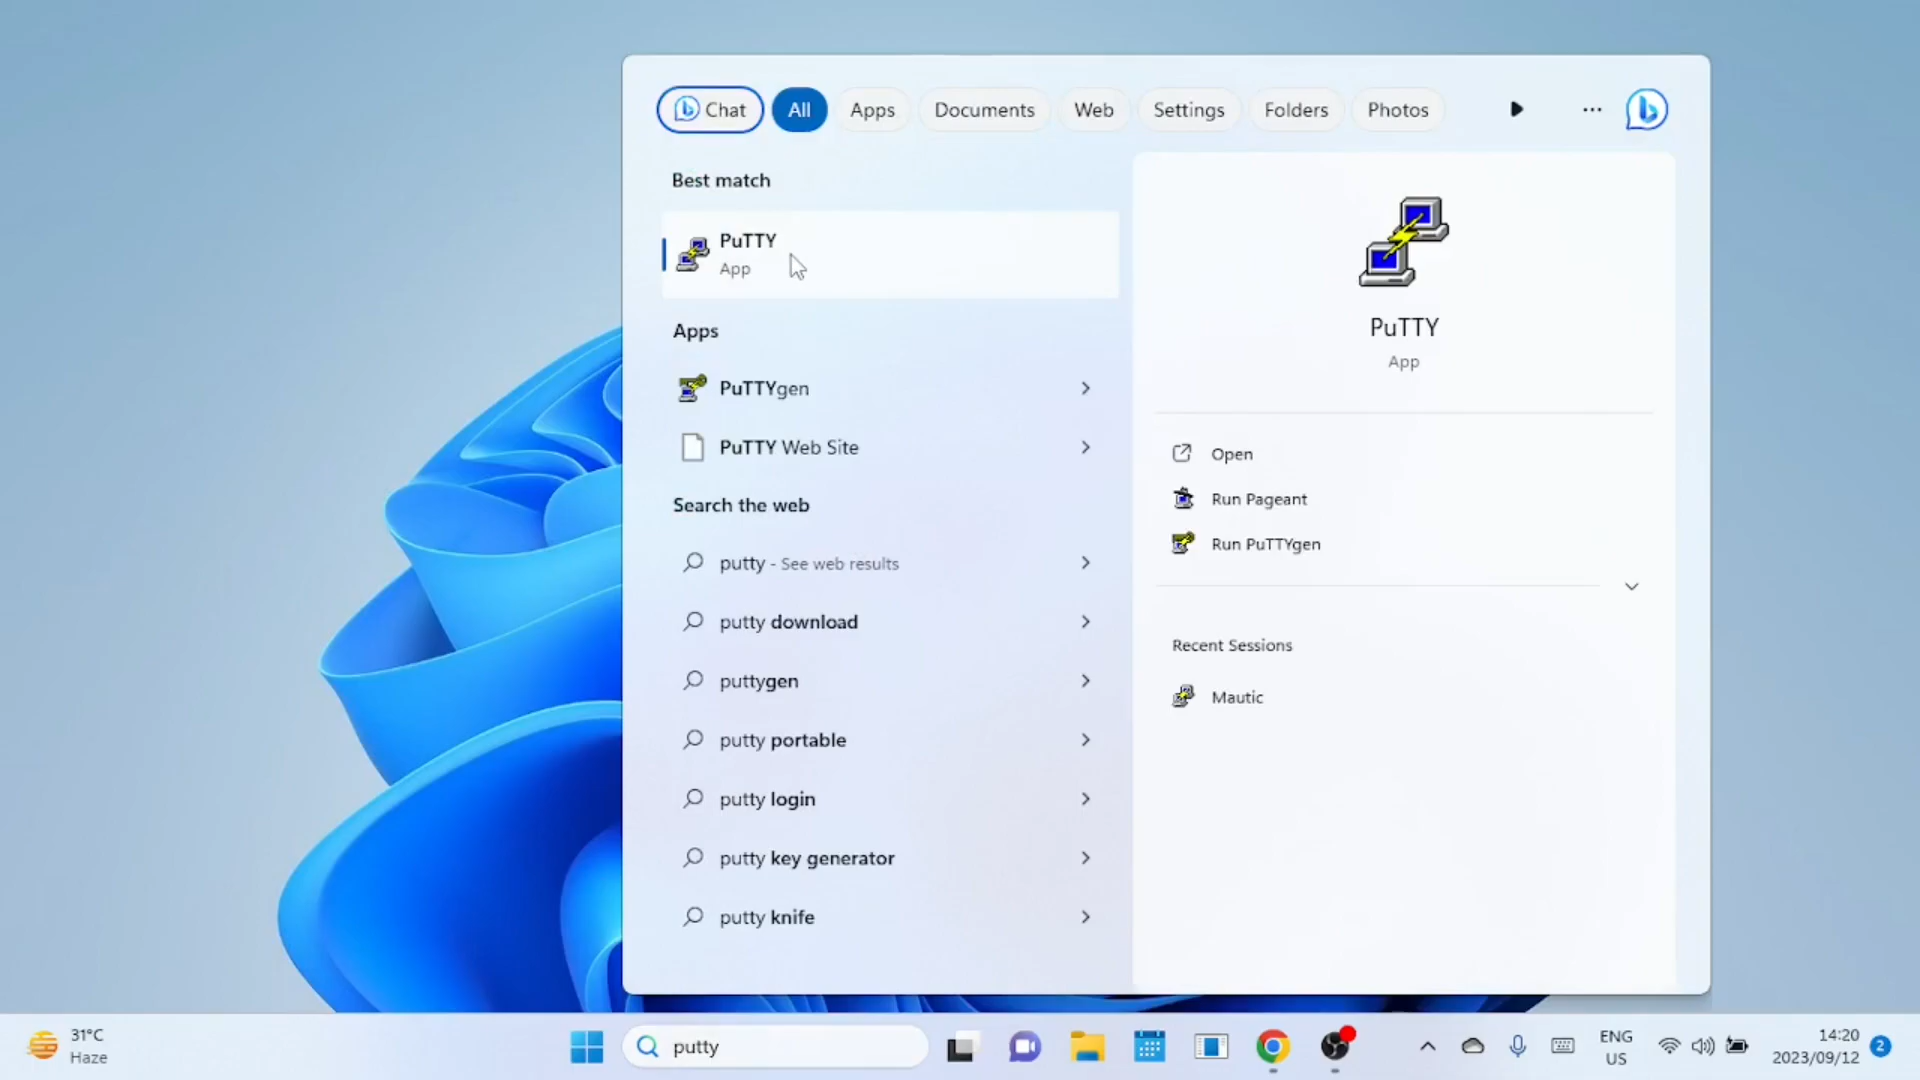 Chat
All
Apps
Documents
Web
Settings
Folders
Photos
Best match
PuTTY
App
Apps
PuTTYgen
PuTTY Web Site
Search the web
putty - See web results
putty download
puttygen
putty portable
putty login
putty key generator
putty knife
PuTTY
App
Open
Run Pageant
Run PuTTYgen
Recent Sessions
Mautic
31°C
Haze
putty
ENG
US
14:20
2023/09/12
2